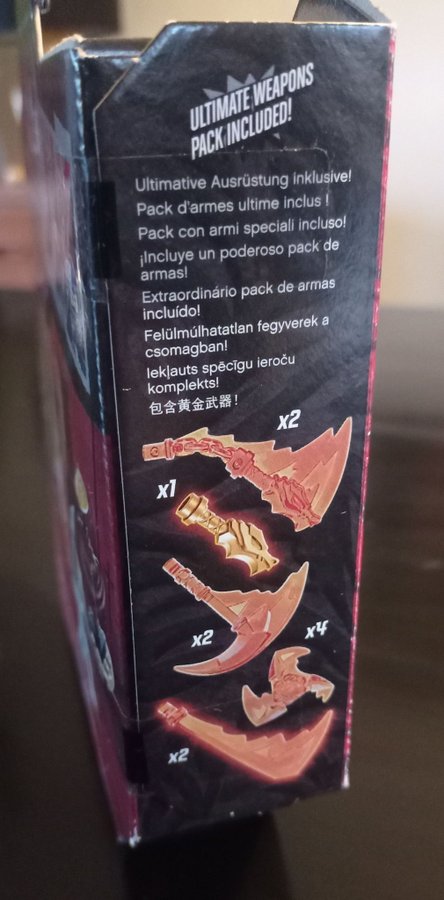 ULTIMATE WEAPONS
PACK INCLUDED!
Ultimative Ausrüstung inklusive!
Pack d'armes ultime inclus !
Pack con armi speciali incluso!
¡Incluye un poderoso pack de
armas!
Extraordinário pack de armas
incluído!
Felülmúlhatatlan fegyverek a
csomagban!
Iekļauts spēcīgu ieroču
komplekts!
包含黄金武器！
x2
x1
x2
x4
x2